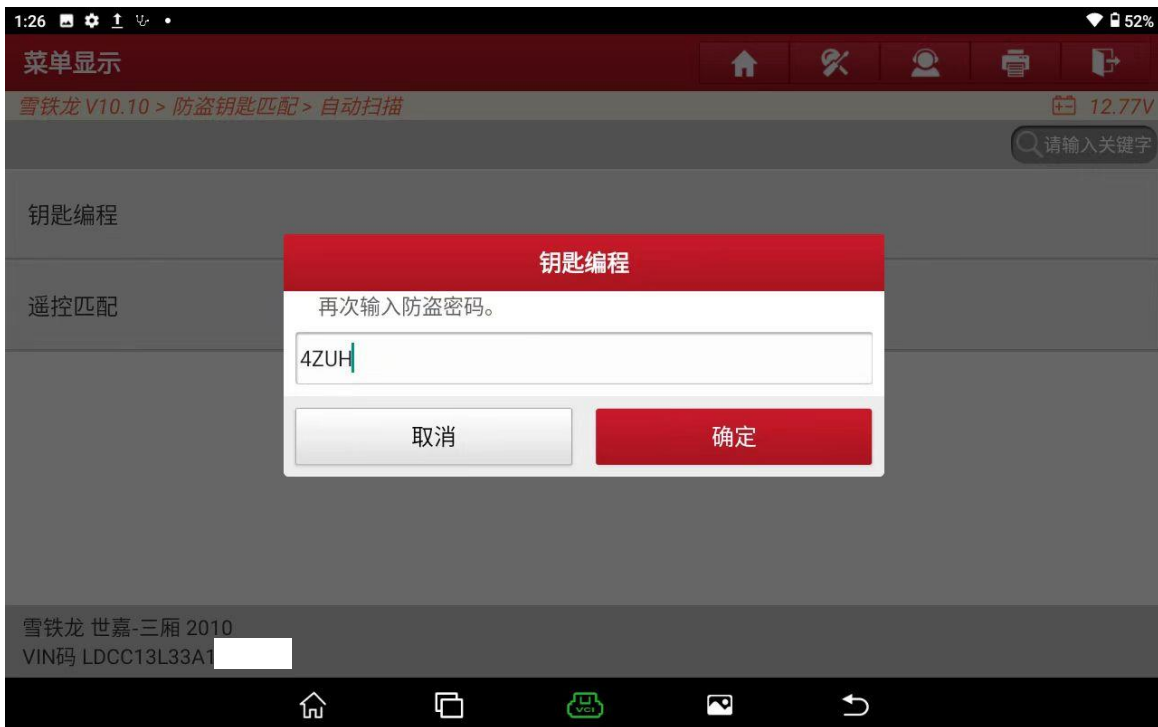 1:26
52%
菜单显示
雪铁龙 V10.10 > 防盗钥匙匹配 > 自动扫描
12.77V
请输入关键字
钥匙编程
遥控匹配
钥匙编程
再次输入防盗密码。
4ZUH
取消
确定
雪铁龙 世嘉-三厢 2010
VIN码 LDCC13L33A1
VCI